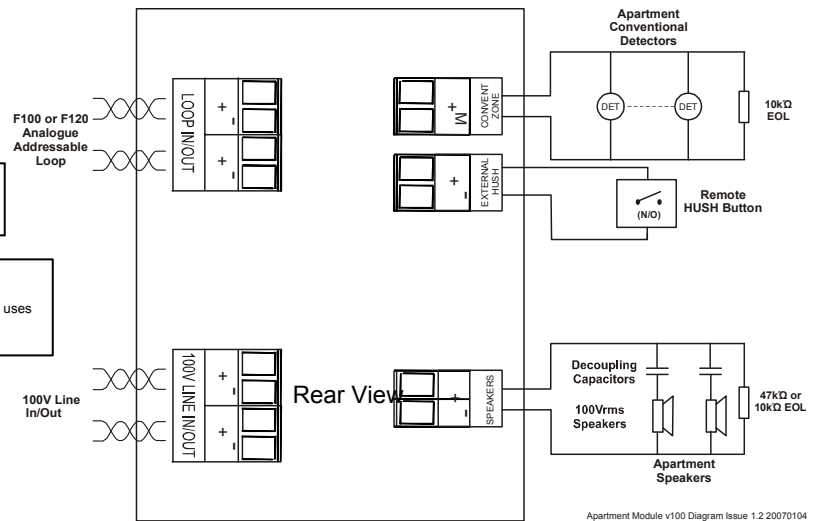 Apartment
Conventional
Detectors
LOOP IN/OUT
+
-
+
-
F100 or F120
Analogue
Addressable
Loop
+M
CONVENT
ZONE
DET
DET
10kΩ
EOL
+
-
EXTERNAL
HUSH
(N/O)
Remote
HUSH Button
uses
100V LINE IN/OUT
+
-
+
-
100V Line
In/Out
Rear View
+
-
SPEAKERS
Decoupling
Capacitors
100Vrms
Speakers
47kΩ or
10kΩ EOL
Apartment
Speakers
Apartment Module v100 Diagram Issue 1.2 20070104